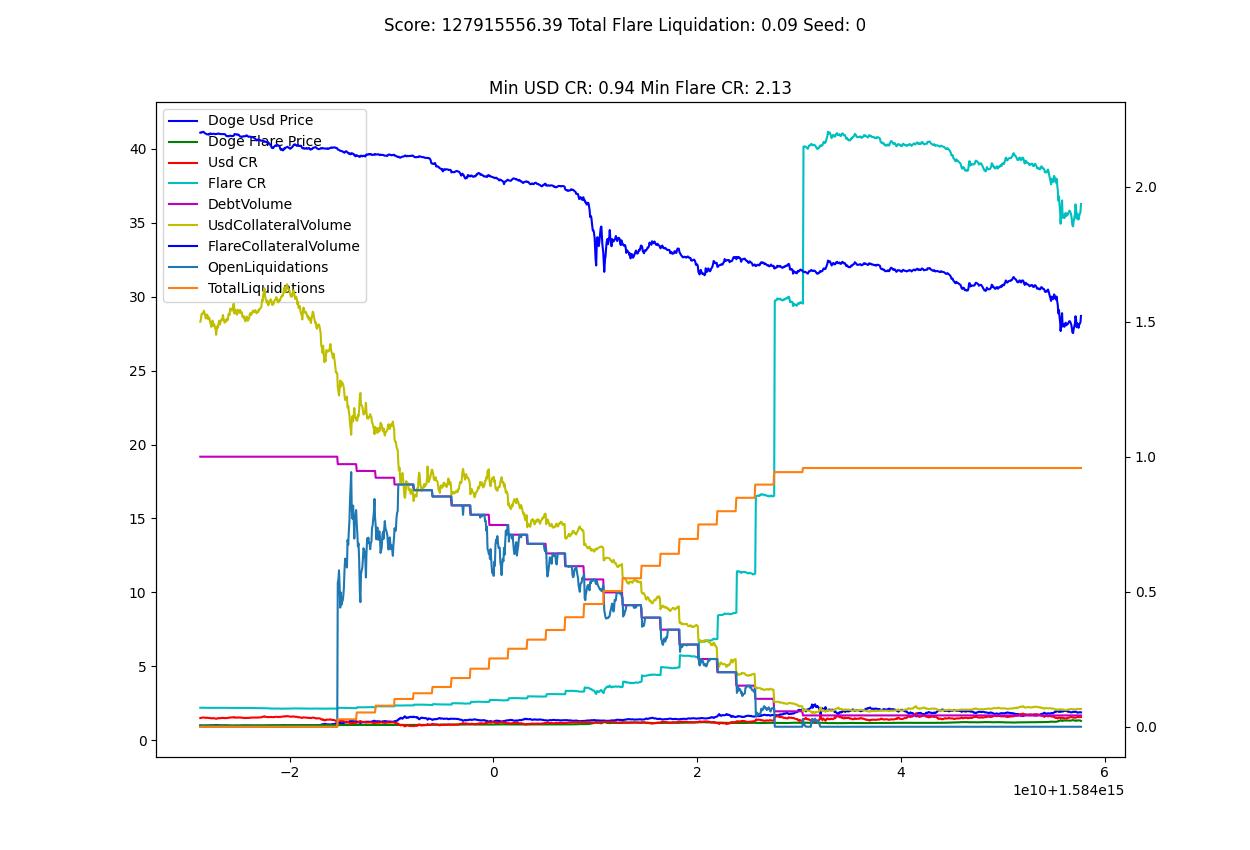 Score: 127915556.39 Total Flare Liquidation: 0.09 Seed: 0
Min USD CR: 0.94 Min Flare CR: 2.13
Doge Usd Price
Doge Flare Price
Usd CR
Flare CR
DebtVolume
UsdCollateralVolume
FlareCollateralVolume
OpenLiquidations
TotalLiquidations
40
35
30
25
20
15
10
5
0
2.0
1.5
1.0
0.5
0.0
−2
0
2
4
6
1e10+1.584e15